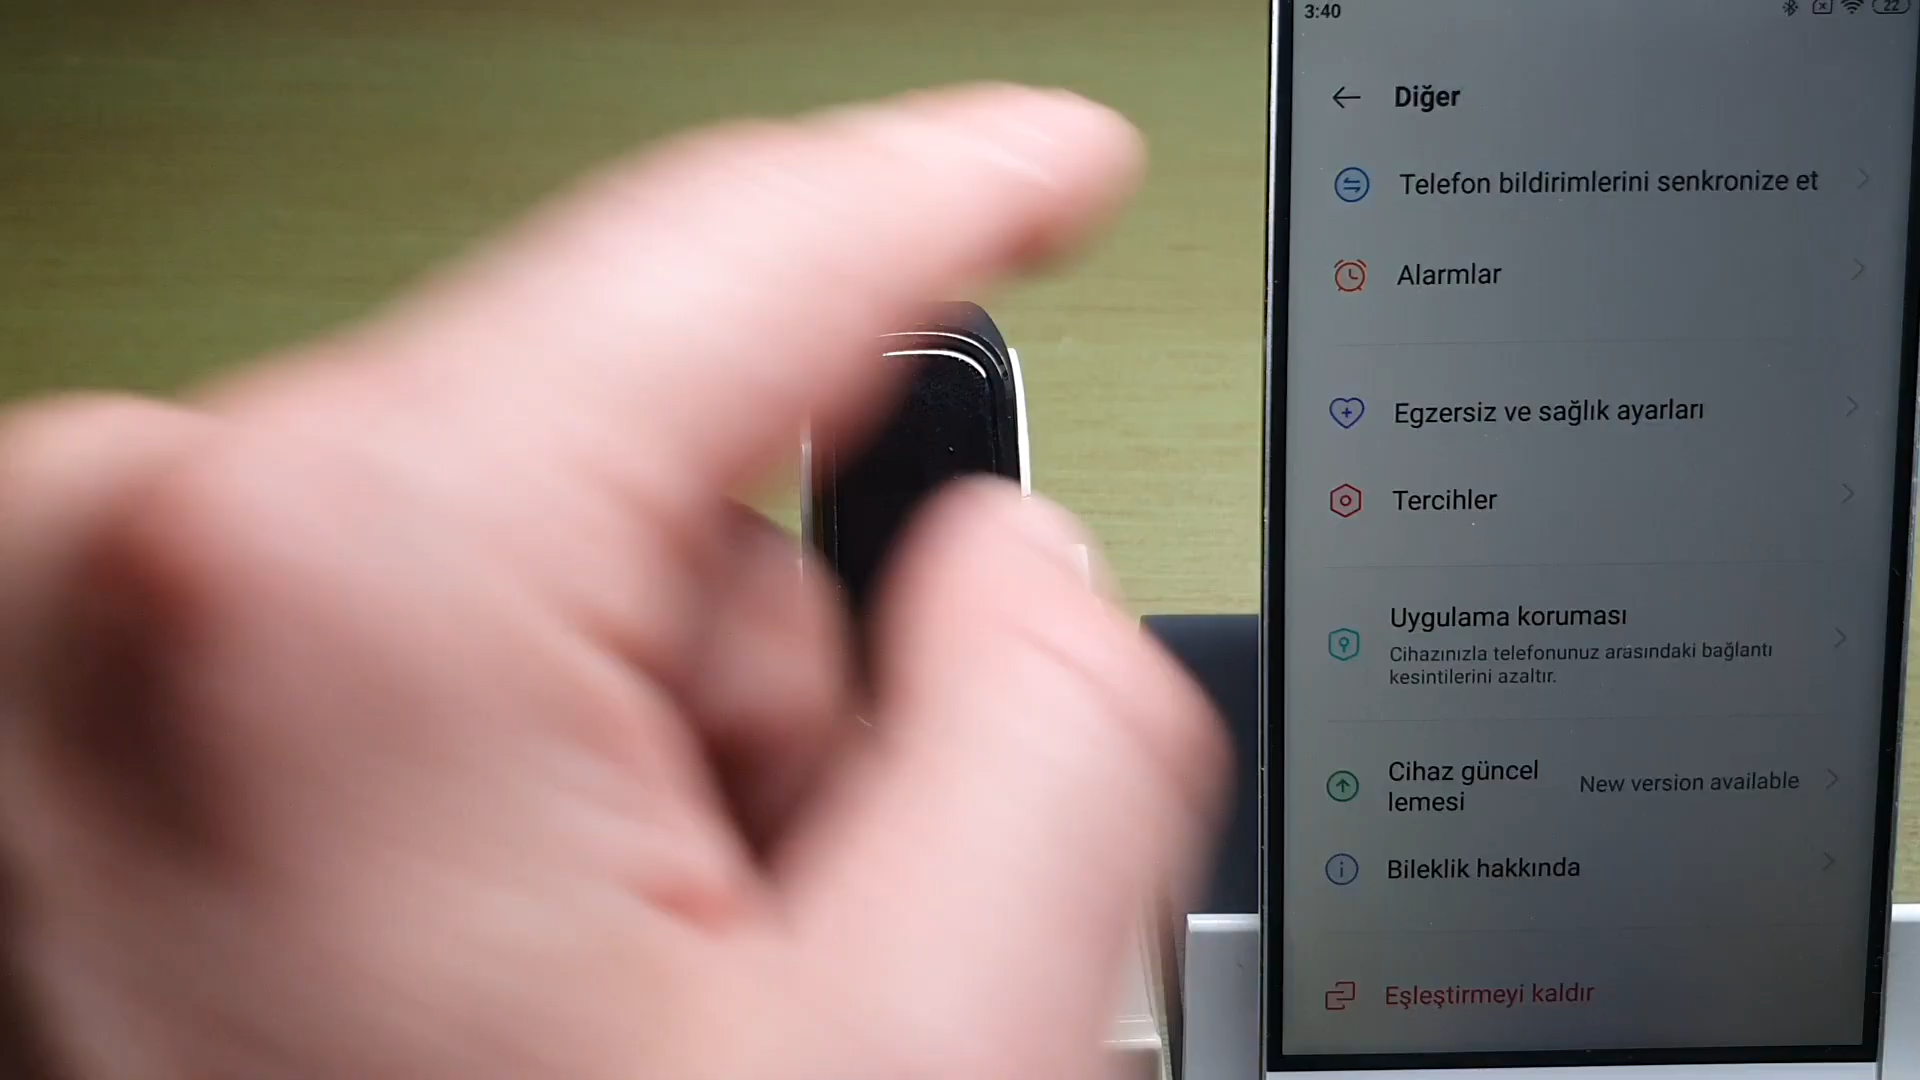 3:40
22
Diğer
Telefon bildirimlerini senkronize et
Alarmlar
Egzersiz ve sağlık ayarları
Tercihler
Uygulama koruması
Cihazınızla telefonunuz arasındaki bağlantı
kesintilerini azaltır.
Cihaz güncel
lemesi
New version available
Bileklik hakkında
Eşleştirmeyi kaldır